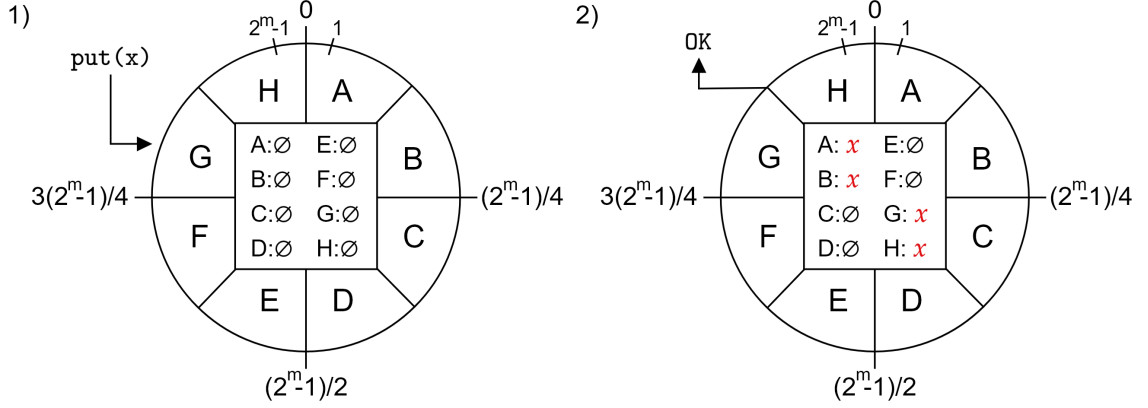 1)
0
2^m-1
1
put(x)
H
A
G
B
A:∅ E:∅
B:∅ F:∅
C:∅ G:∅
D:∅ H:∅
3(2^m-1)/4
(2^m-1)/4
F
C
E
D
(2^m-1)/2
2)
0
2^m-1
1
OK
H
A
G
B
A: x E:∅
B: x F:∅
C:∅ G: x
D:∅ H: x
3(2^m-1)/4
(2^m-1)/4
F
C
E
D
(2^m-1)/2